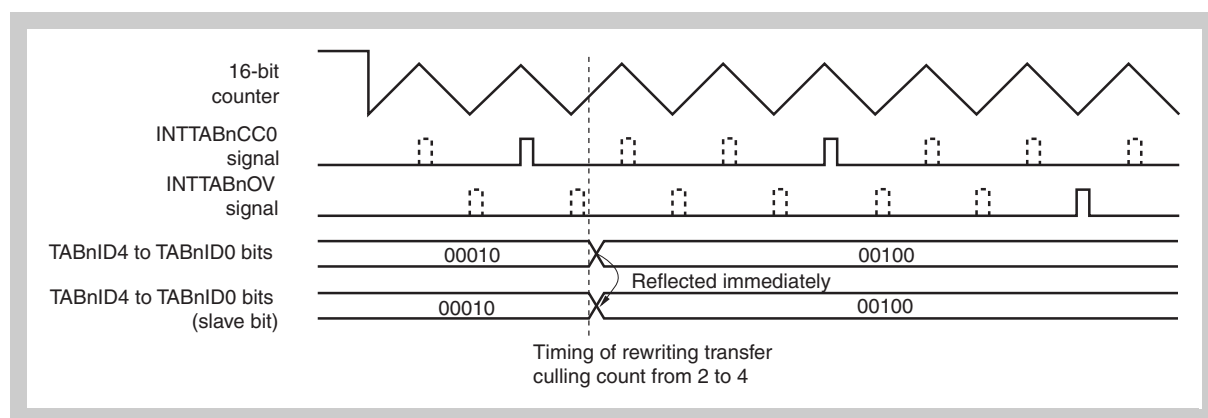 16-bit
counter
INTTABnCC0
signal
INTTABnOV
signal
TABnID4 to TABnID0 bits
00010
00100
Reflected immediately
TABnID4 to TABnID0 bits
(slave bit)
00010
00100
Timing of rewriting transfer
culling count from 2 to 4